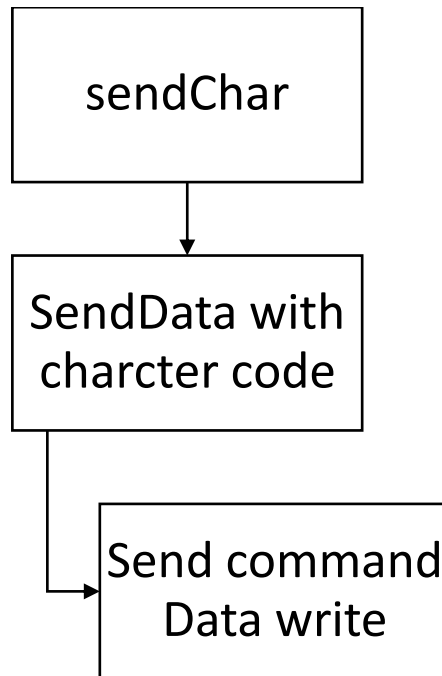 sendChar
SendData with
charcter code
Send command
Data write